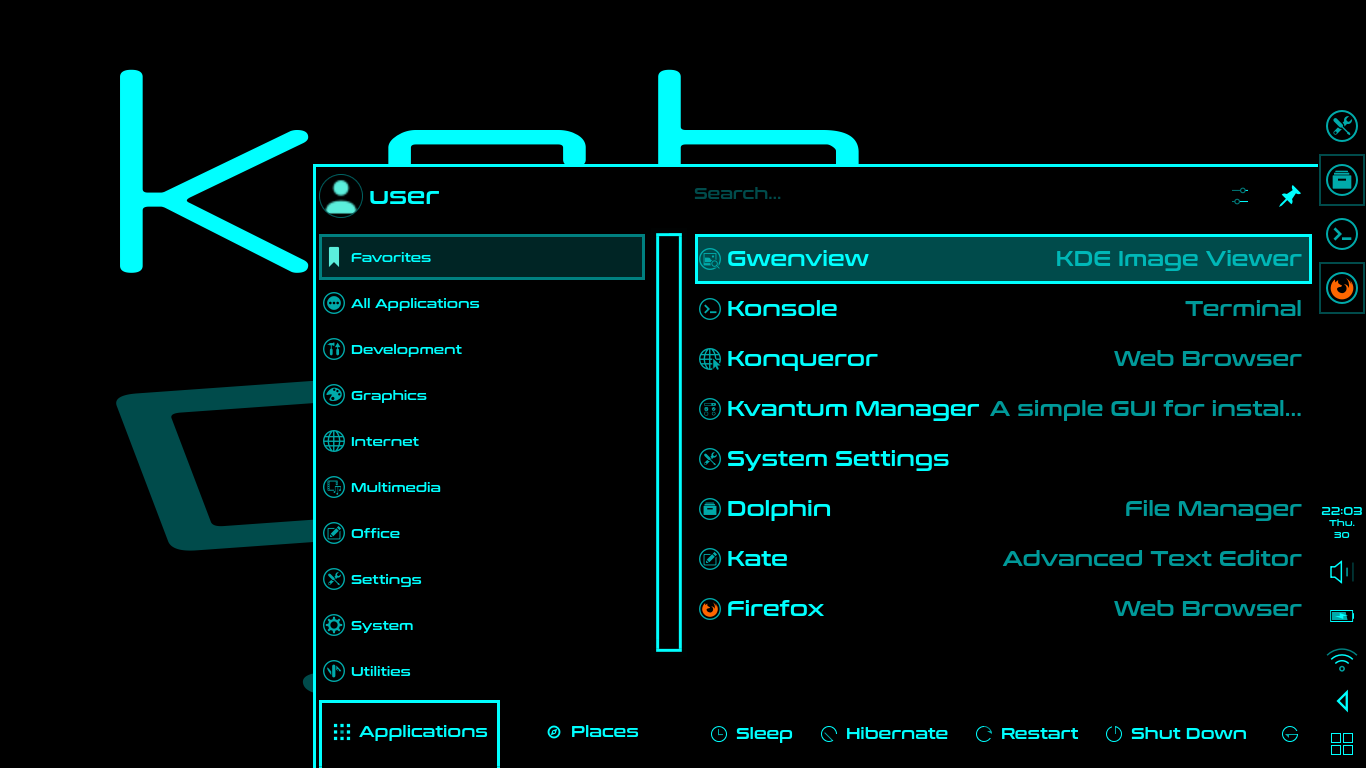 user
Search...
Favorites
All Applications
Development
Graphics
Internet
Multimedia
Office
Settings
System
Utilities
Gwenview KDE Image Viewer
Konsole Terminal
Konqueror Web Browser
Kvantum Manager A simple GUI for instal...
System Settings
Dolphin File Manager
Kate Advanced Text Editor
Firefox Web Browser
Applications
Places
Sleep
Hibernate
Restart
Shut Down
22:03
Thu.
30